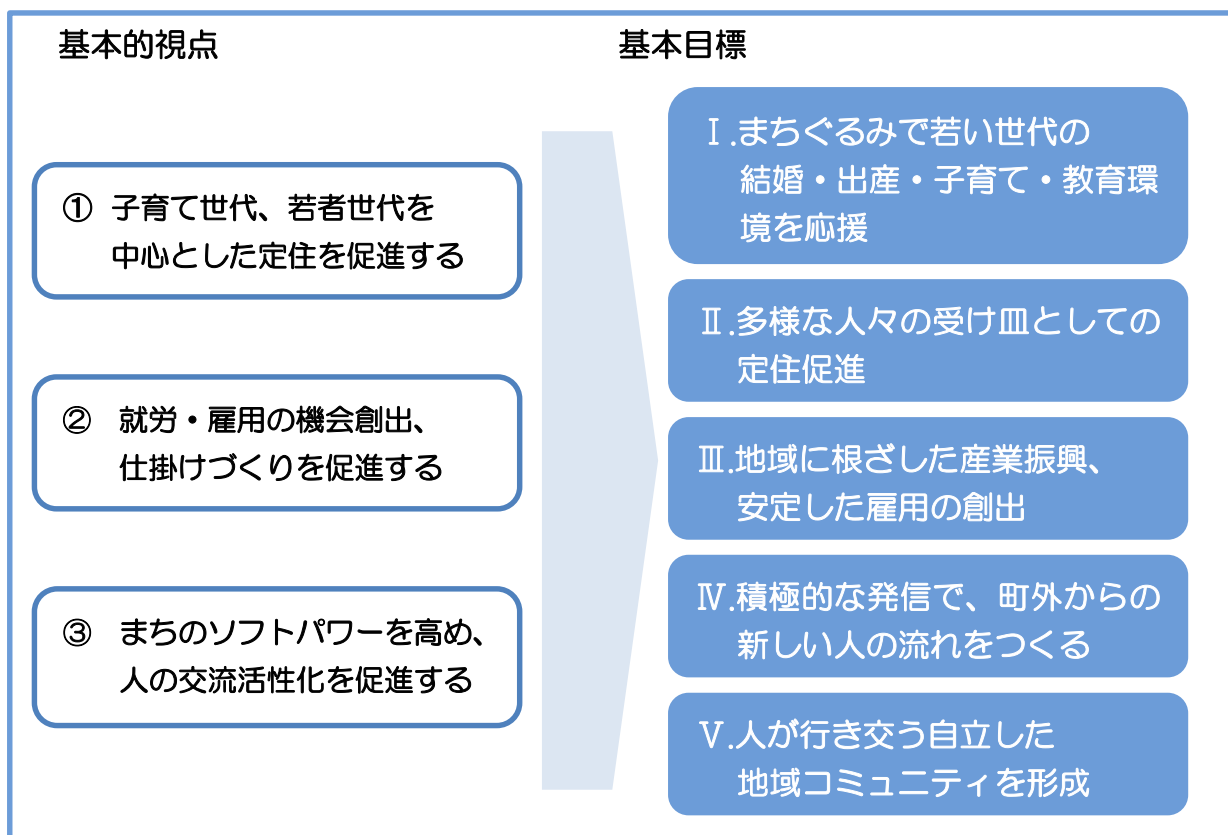 基本的視点
① 子育て世代、若者世代を
中心とした定住を促進する
② 就労・雇用の機会創出、
仕掛けづくりを促進する
③ まちのソフトパワーを高め、
人の交流活性化を促進する
基本目標
Ⅰ.まちぐるみで若い世代の
結婚・出産・子育て・教育環
境を応援
Ⅱ.多様な人々の受け皿としての
定住促進
Ⅲ.地域に根ざした産業振興、
安定した雇用の創出
Ⅳ.積極的な発信で、町外からの
新しい人の流れをつくる
Ⅴ.人が行き交う自立した
地域コミュニティを形成